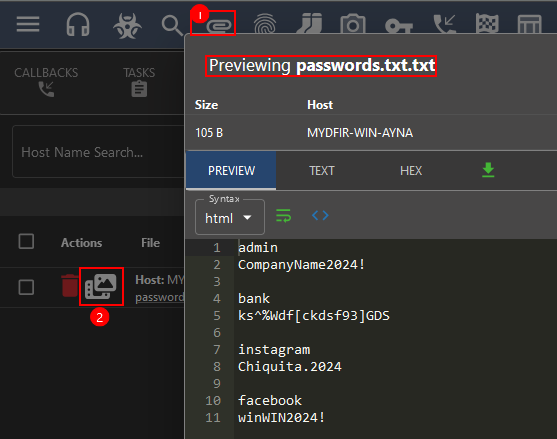 1
Previewing passwords.txt.txt
CALLBACKS
TASKS
Size
Host
105 B
MYDFIR-WIN-AYNA
Host Name Search...
PREVIEW
TEXT
HEX
Syntax
html
Actions
File
Host: MY
password
2
1 admin
2 CompanyName2024!
3
4 bank
5 ks^%Wdf[ckdsf93]GDS
6
7 instagram
8 Chiquita.2024
9
10 facebook
11 winWIN2024!